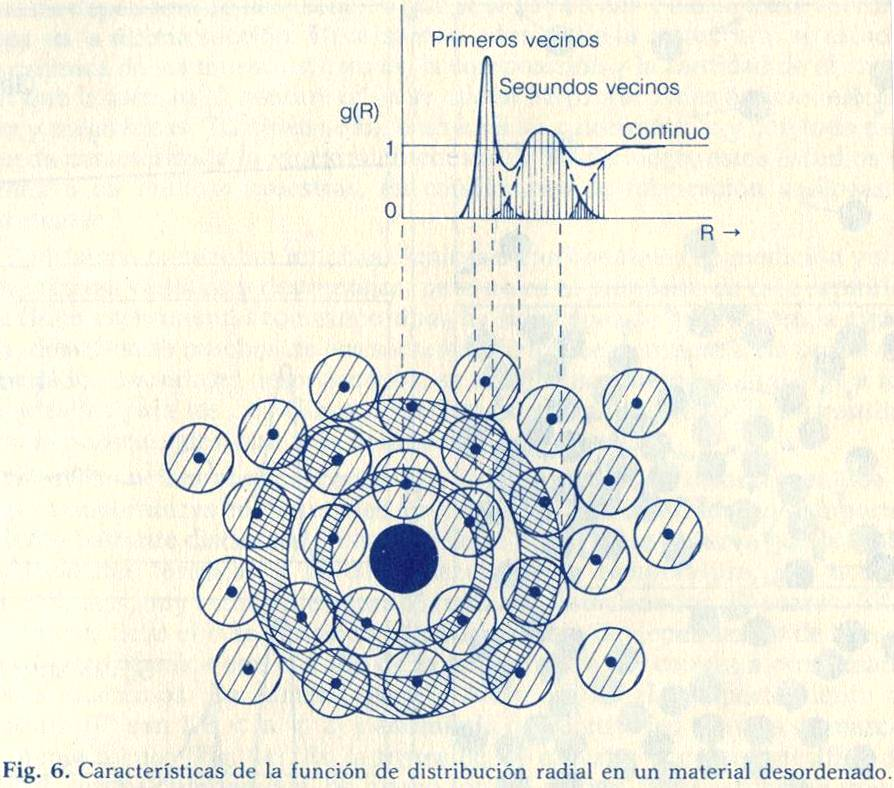 Primeros vecinos
Segundos vecinos
g(R)
Continuo
1
0
R →
Fig. 6. Características de la función de distribución radial en un material desordenado.